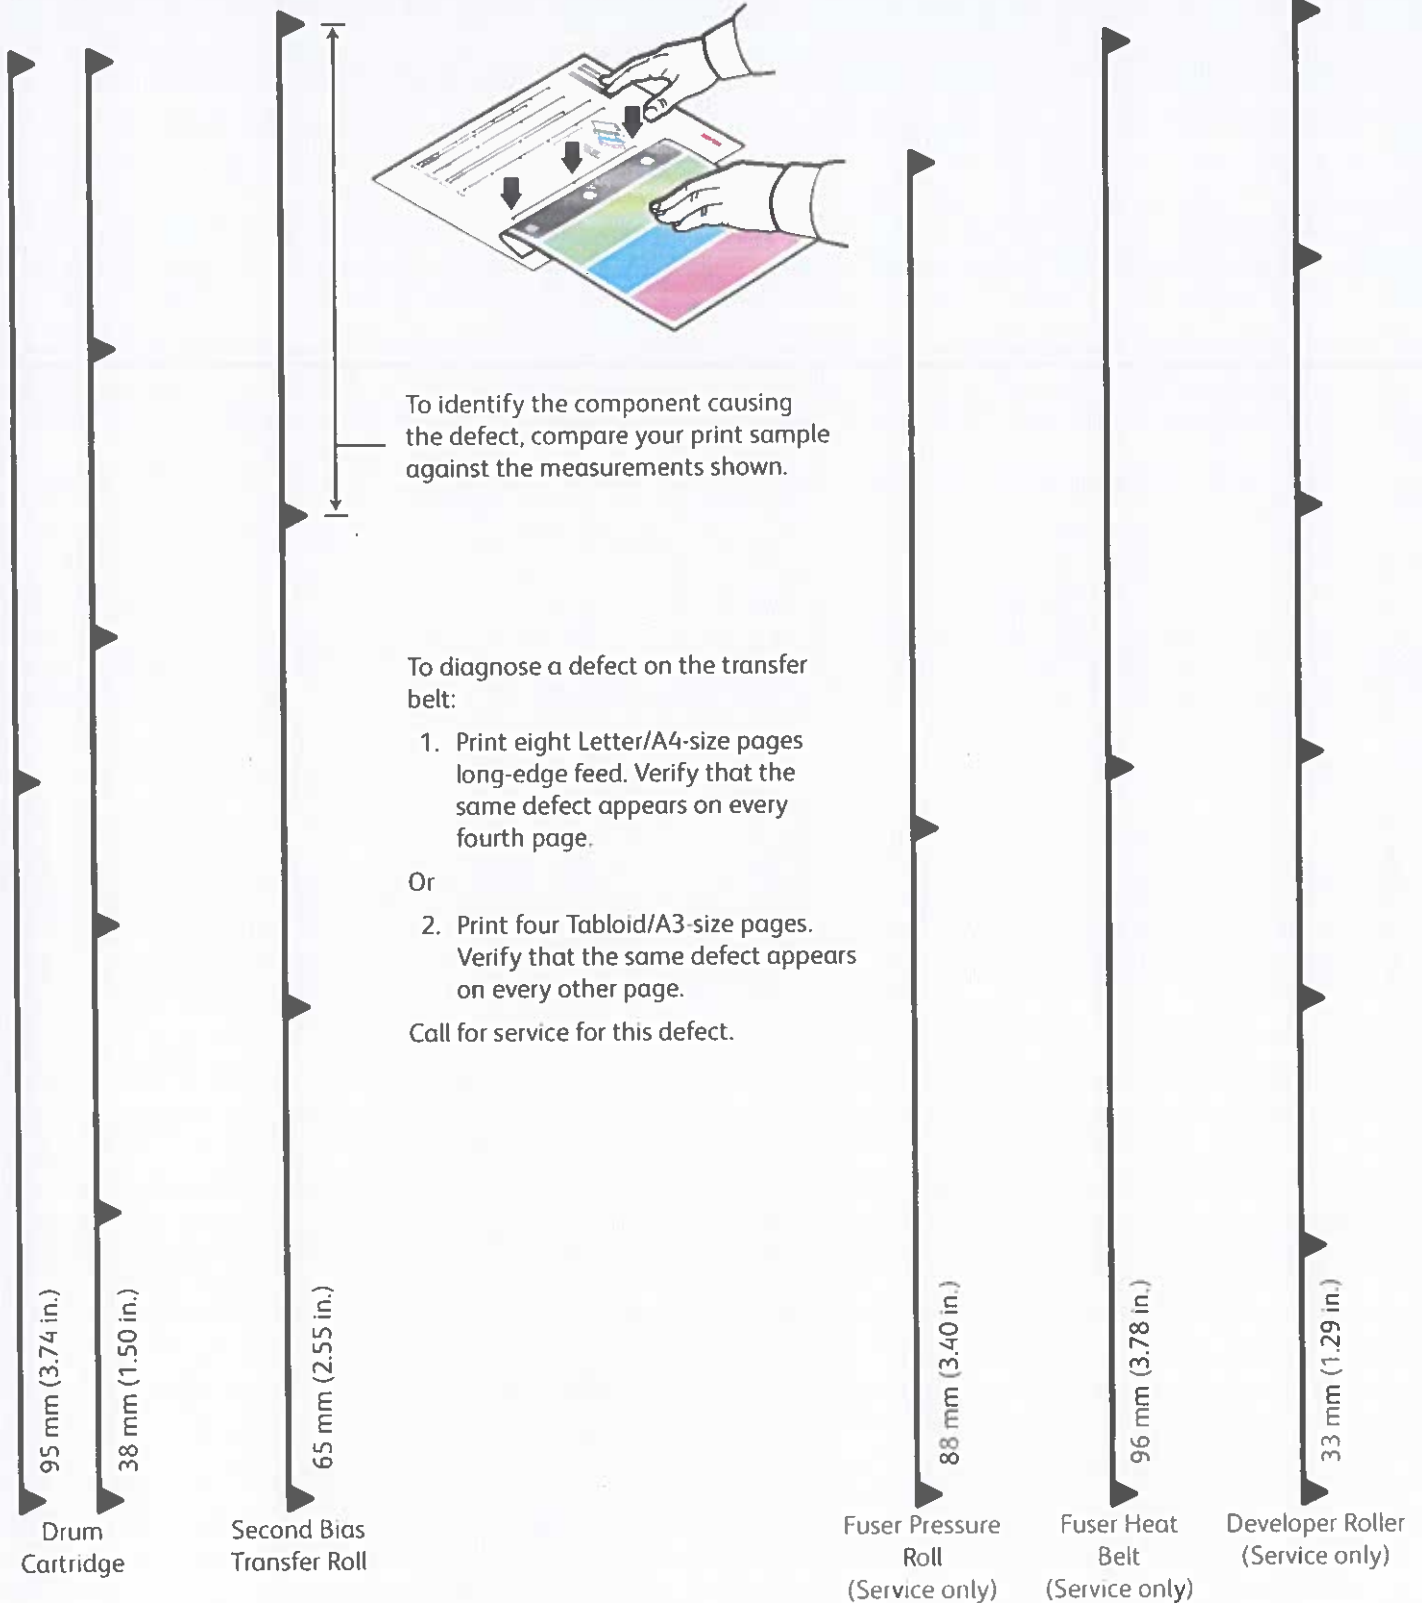 To identify the component causing
the defect, compare your print sample
against the measurements shown.
To diagnose a defect on the transfer
belt:
1. Print eight Letter/A4-size pages
long-edge feed. Verify that the
same defect appears on every
fourth page.
Or
2. Print four Tabloid/A3-size pages.
Verify that the same defect appears
on every other page.
Call for service for this defect.
95 mm (3.74 in.)
38 mm (1.50 in.)
65 mm (2.55 in.)
88 mm (3.40 in.)
96 mm (3.78 in.)
33 mm (1.29 in.)
Drum
Cartridge
Second Bias
Transfer Roll
Fuser Pressure
Roll
(Service only)
Fuser Heat
Belt
(Service only)
Developer Roller
(Service only)